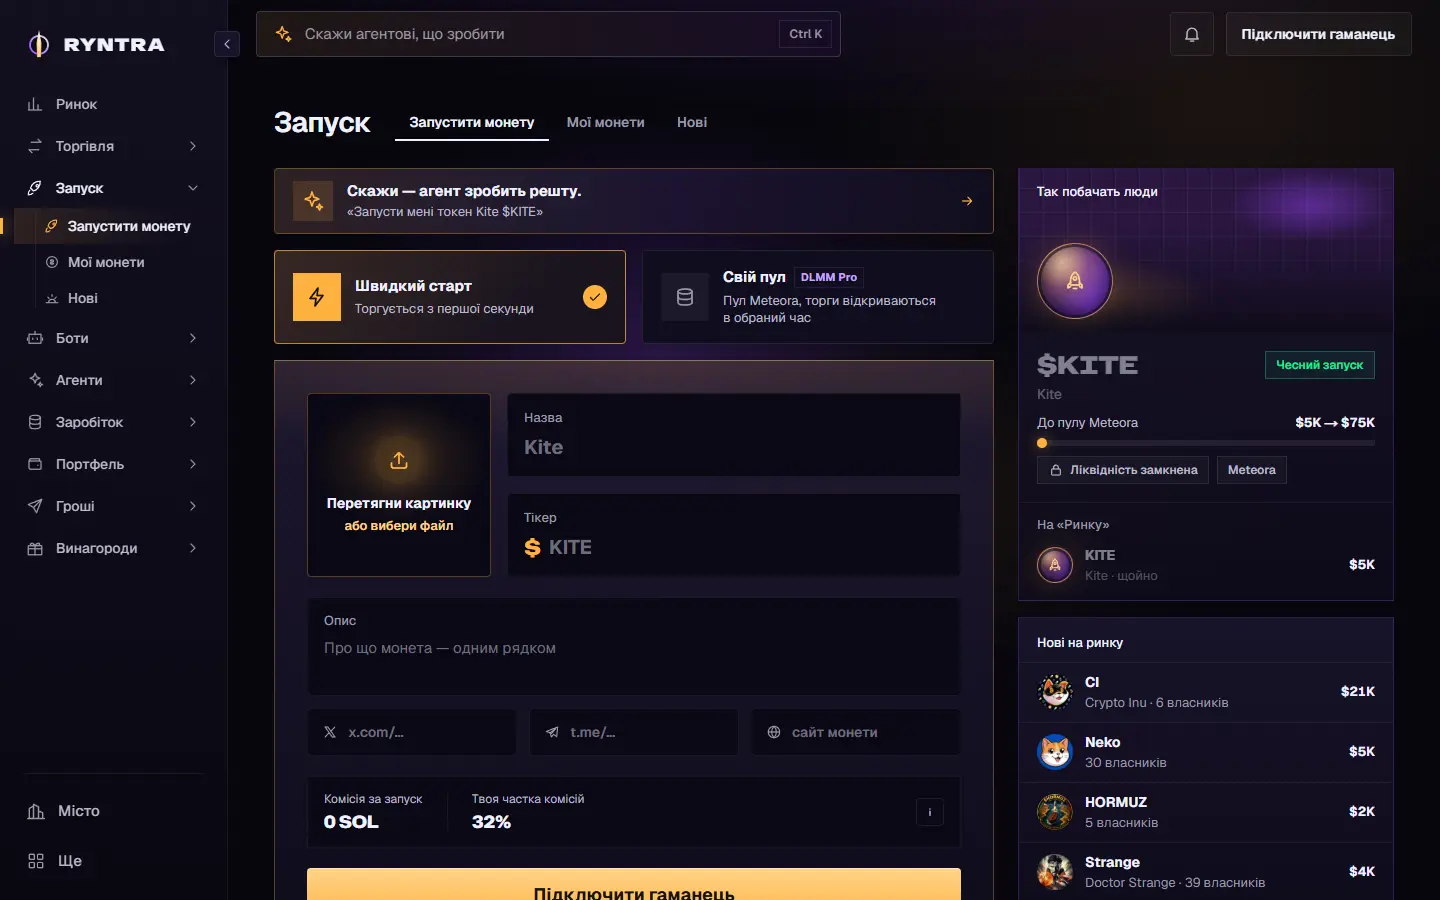 RYNTRA
Скажи агентові, що зробити
Ctrl K
Підключити гаманець
Ринок
Торгівля
Запуск
Запустити монету
Мої монети
Нові
Боти
Агенти
Заробіток
Портфель
Гроші
Винагороди
Місто
Ще
Запуск
Запустити монету
Мої монети
Нові
Скажи — агент зробить решту.
«Запусти мені токен Kite $KITE»
Швидкий старт
Торгується з першої секунди
Свій пул
DLMM Pro
Пул Meteora, торги відкриваються
в обраний час
Перетягни картинку
або вибери файл
Назва
Kite
Тікер
$ KITE
Опис
Про що монета — одним рядком
x.com/...
t.me/...
сайт монети
Комісія за запуск
0 SOL
Твоя частка комісій
32%
i
Підключити гаманець
Так побачать люди
$KITE
Чесний запуск
Kite
До пулу Meteora
$5K → $75K
Ліквідність замкнена
Meteora
На «Ринку»
KITE
Kite · щойно
$5K
Нові на ринку
CI
Crypto Inu · 6 власників
$21K
Neko
30 власників
$5K
HORMUZ
5 власників
$2K
Strange
Doctor Strange · 39 власників
$4K